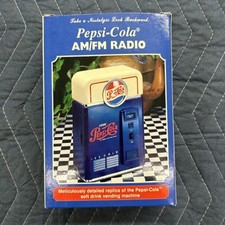 Take a Nostalgic Look Backward.
Pepsi-Cola®
AM/FM RADIO
Pepsi-Cola
Pepsi-Cola
Meticulously detailed replica of the Pepsi-Cola™
soft drink vending machine